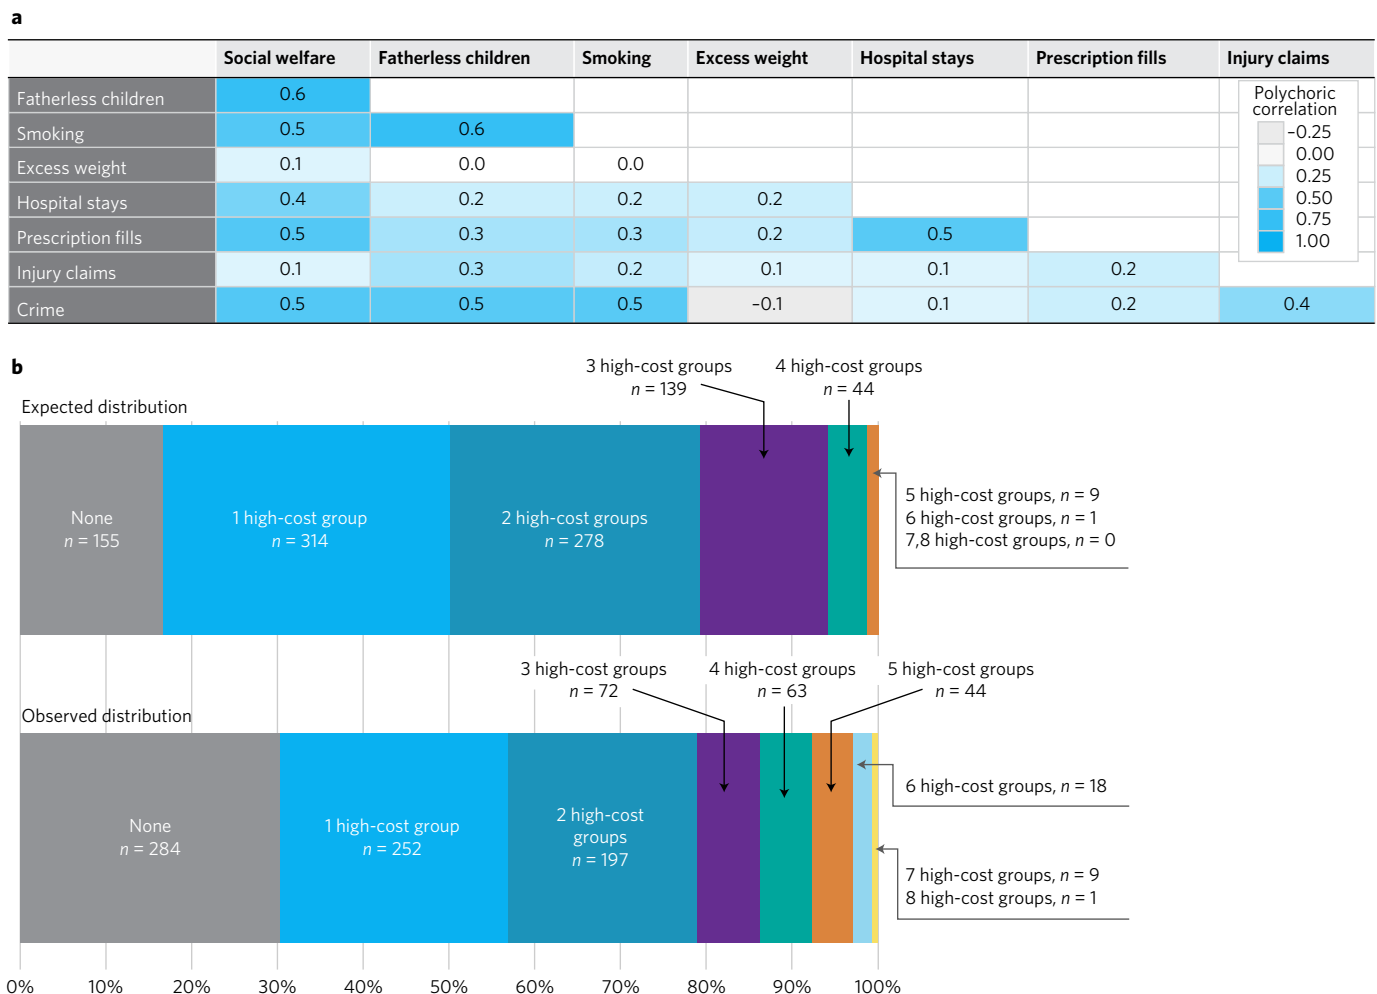 a
Social welfare Fatherless children Smoking Excess weight Hospital stays Prescription fills Injury claims
Fatherless children 0.6
Smoking 0.5 0.6
Excess weight 0.1 0.0 0.0
Hospital stays 0.4 0.2 0.2 0.2
Prescription fills 0.5 0.3 0.3 0.2 0.5
Injury claims 0.1 0.3 0.2 0.1 0.1 0.2
Crime 0.5 0.5 0.5 –0.1 0.1 0.2 0.4
Polychoric
correlation
–0.25
0.00
0.25
0.50
0.75
1.00
b
Expected distribution
3 high-cost groups
n = 139
4 high-cost groups
n = 44
None
n = 155
1 high-cost group
n = 314
2 high-cost groups
n = 278
5 high-cost groups, n = 9
6 high-cost groups, n = 1
7,8 high-cost groups, n = 0
Observed distribution
3 high-cost groups
n = 72
4 high-cost groups
n = 63
5 high-cost groups
n = 44
None
n = 284
1 high-cost group
n = 252
2 high-cost
groups
n = 197
6 high-cost groups, n = 18
7 high-cost groups, n = 9
8 high-cost groups, n = 1
0% 10% 20% 30% 40% 50% 60% 70% 80% 90% 100%